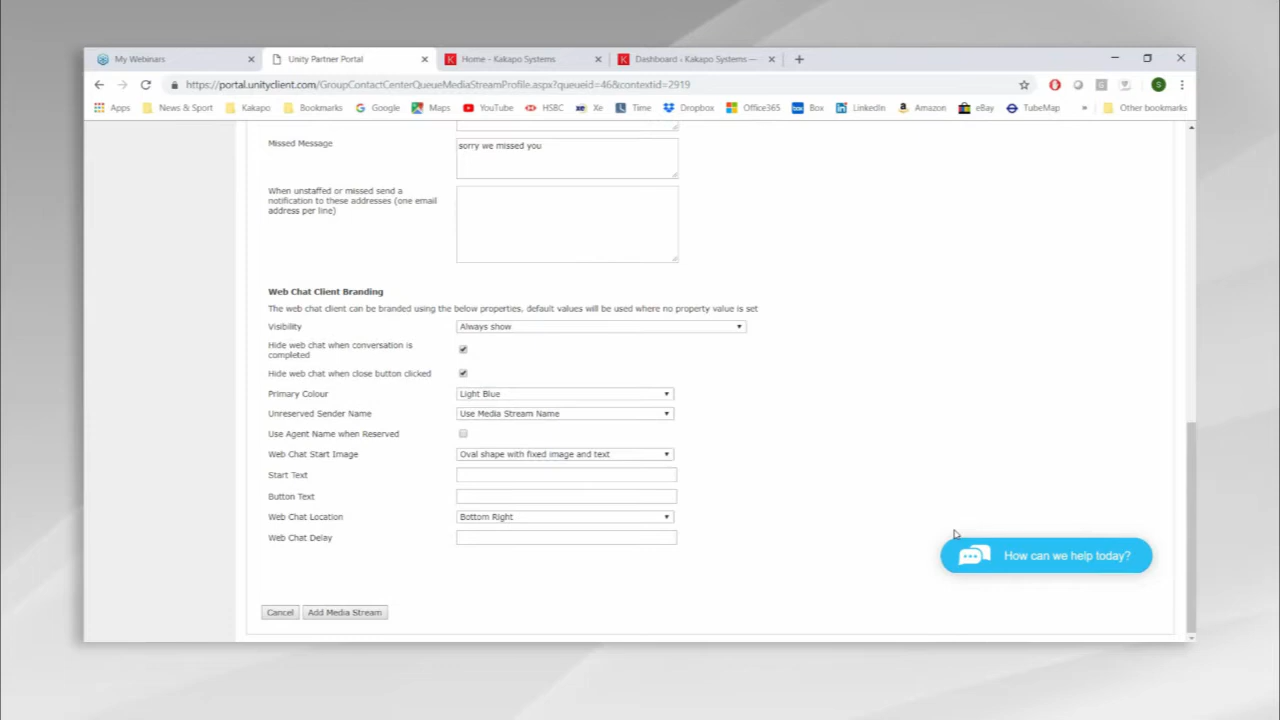 My Webinars
Unity Partner Portal
Home - Kakapo Systems
Dashboard ‹ Kakapo Systems —
https://portal.unityclient.com/GroupContactCenterQueueMediaStreamProfile.aspx?queueid=46&contextid=2919
Apps News & Sport Kakapo Bookmarks Google Maps YouTube HSBC Xe Time Dropbox Office365 Box LinkedIn Amazon eBay TubeMap » Other bookmarks
Missed Message
sorry we missed you
When unstaffed or missed send a
notification to these addresses (one email
address per line)
Web Chat Client Branding
The web chat client can be branded using the below properties, default values will be used where no property value is set
Visibility Always show
Hide web chat when conversation is
completed
Hide web chat when close button clicked
Primary Colour Light Blue
Unreserved Sender Name Use Media Stream Name
Use Agent Name when Reserved
Web Chat Start Image Oval shape with fixed image and text
Start Text
Button Text
Web Chat Location Bottom Right
Web Chat Delay
How can we help today?
Cancel Add Media Stream